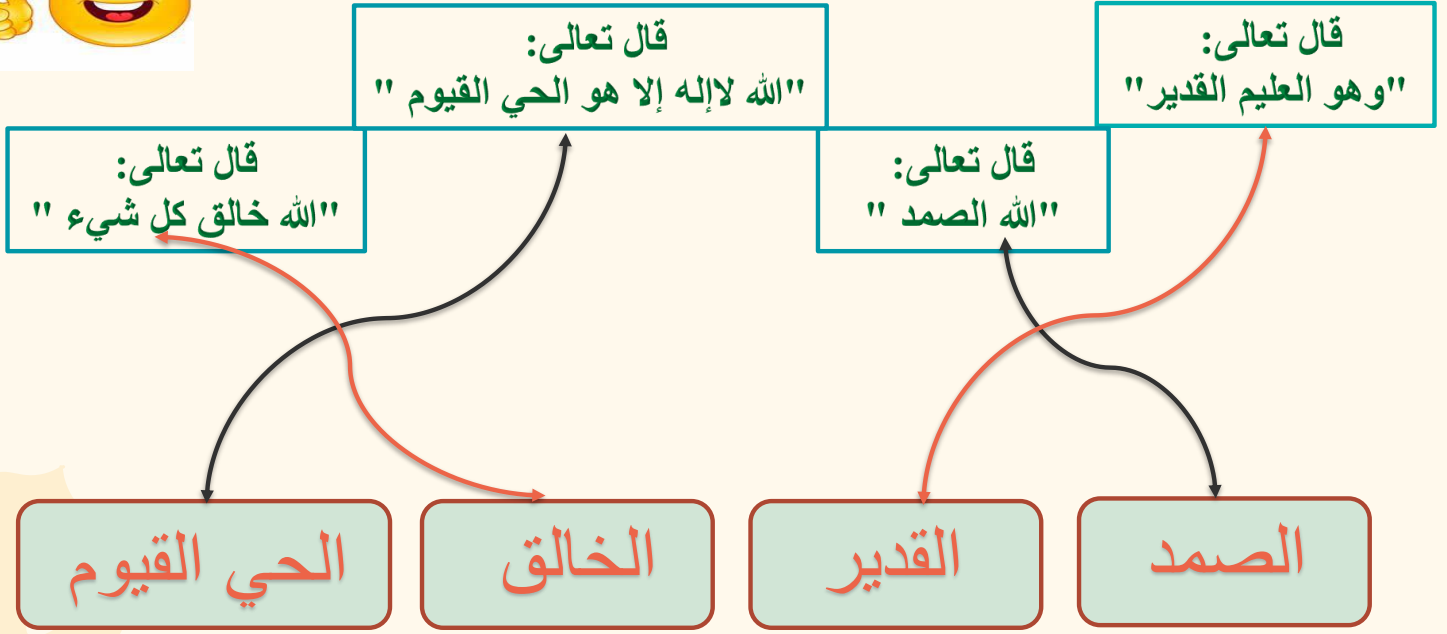 قال تعالى:
"وهو العليم القدير"
قال تعالى:
"الله لاإله إلا هو الحي القيوم "
قال تعالى:
"الله الصمد "
قال تعالى:
"الله خالق كل شيء "
الصمد
القدير
الخالق
الحي القيوم